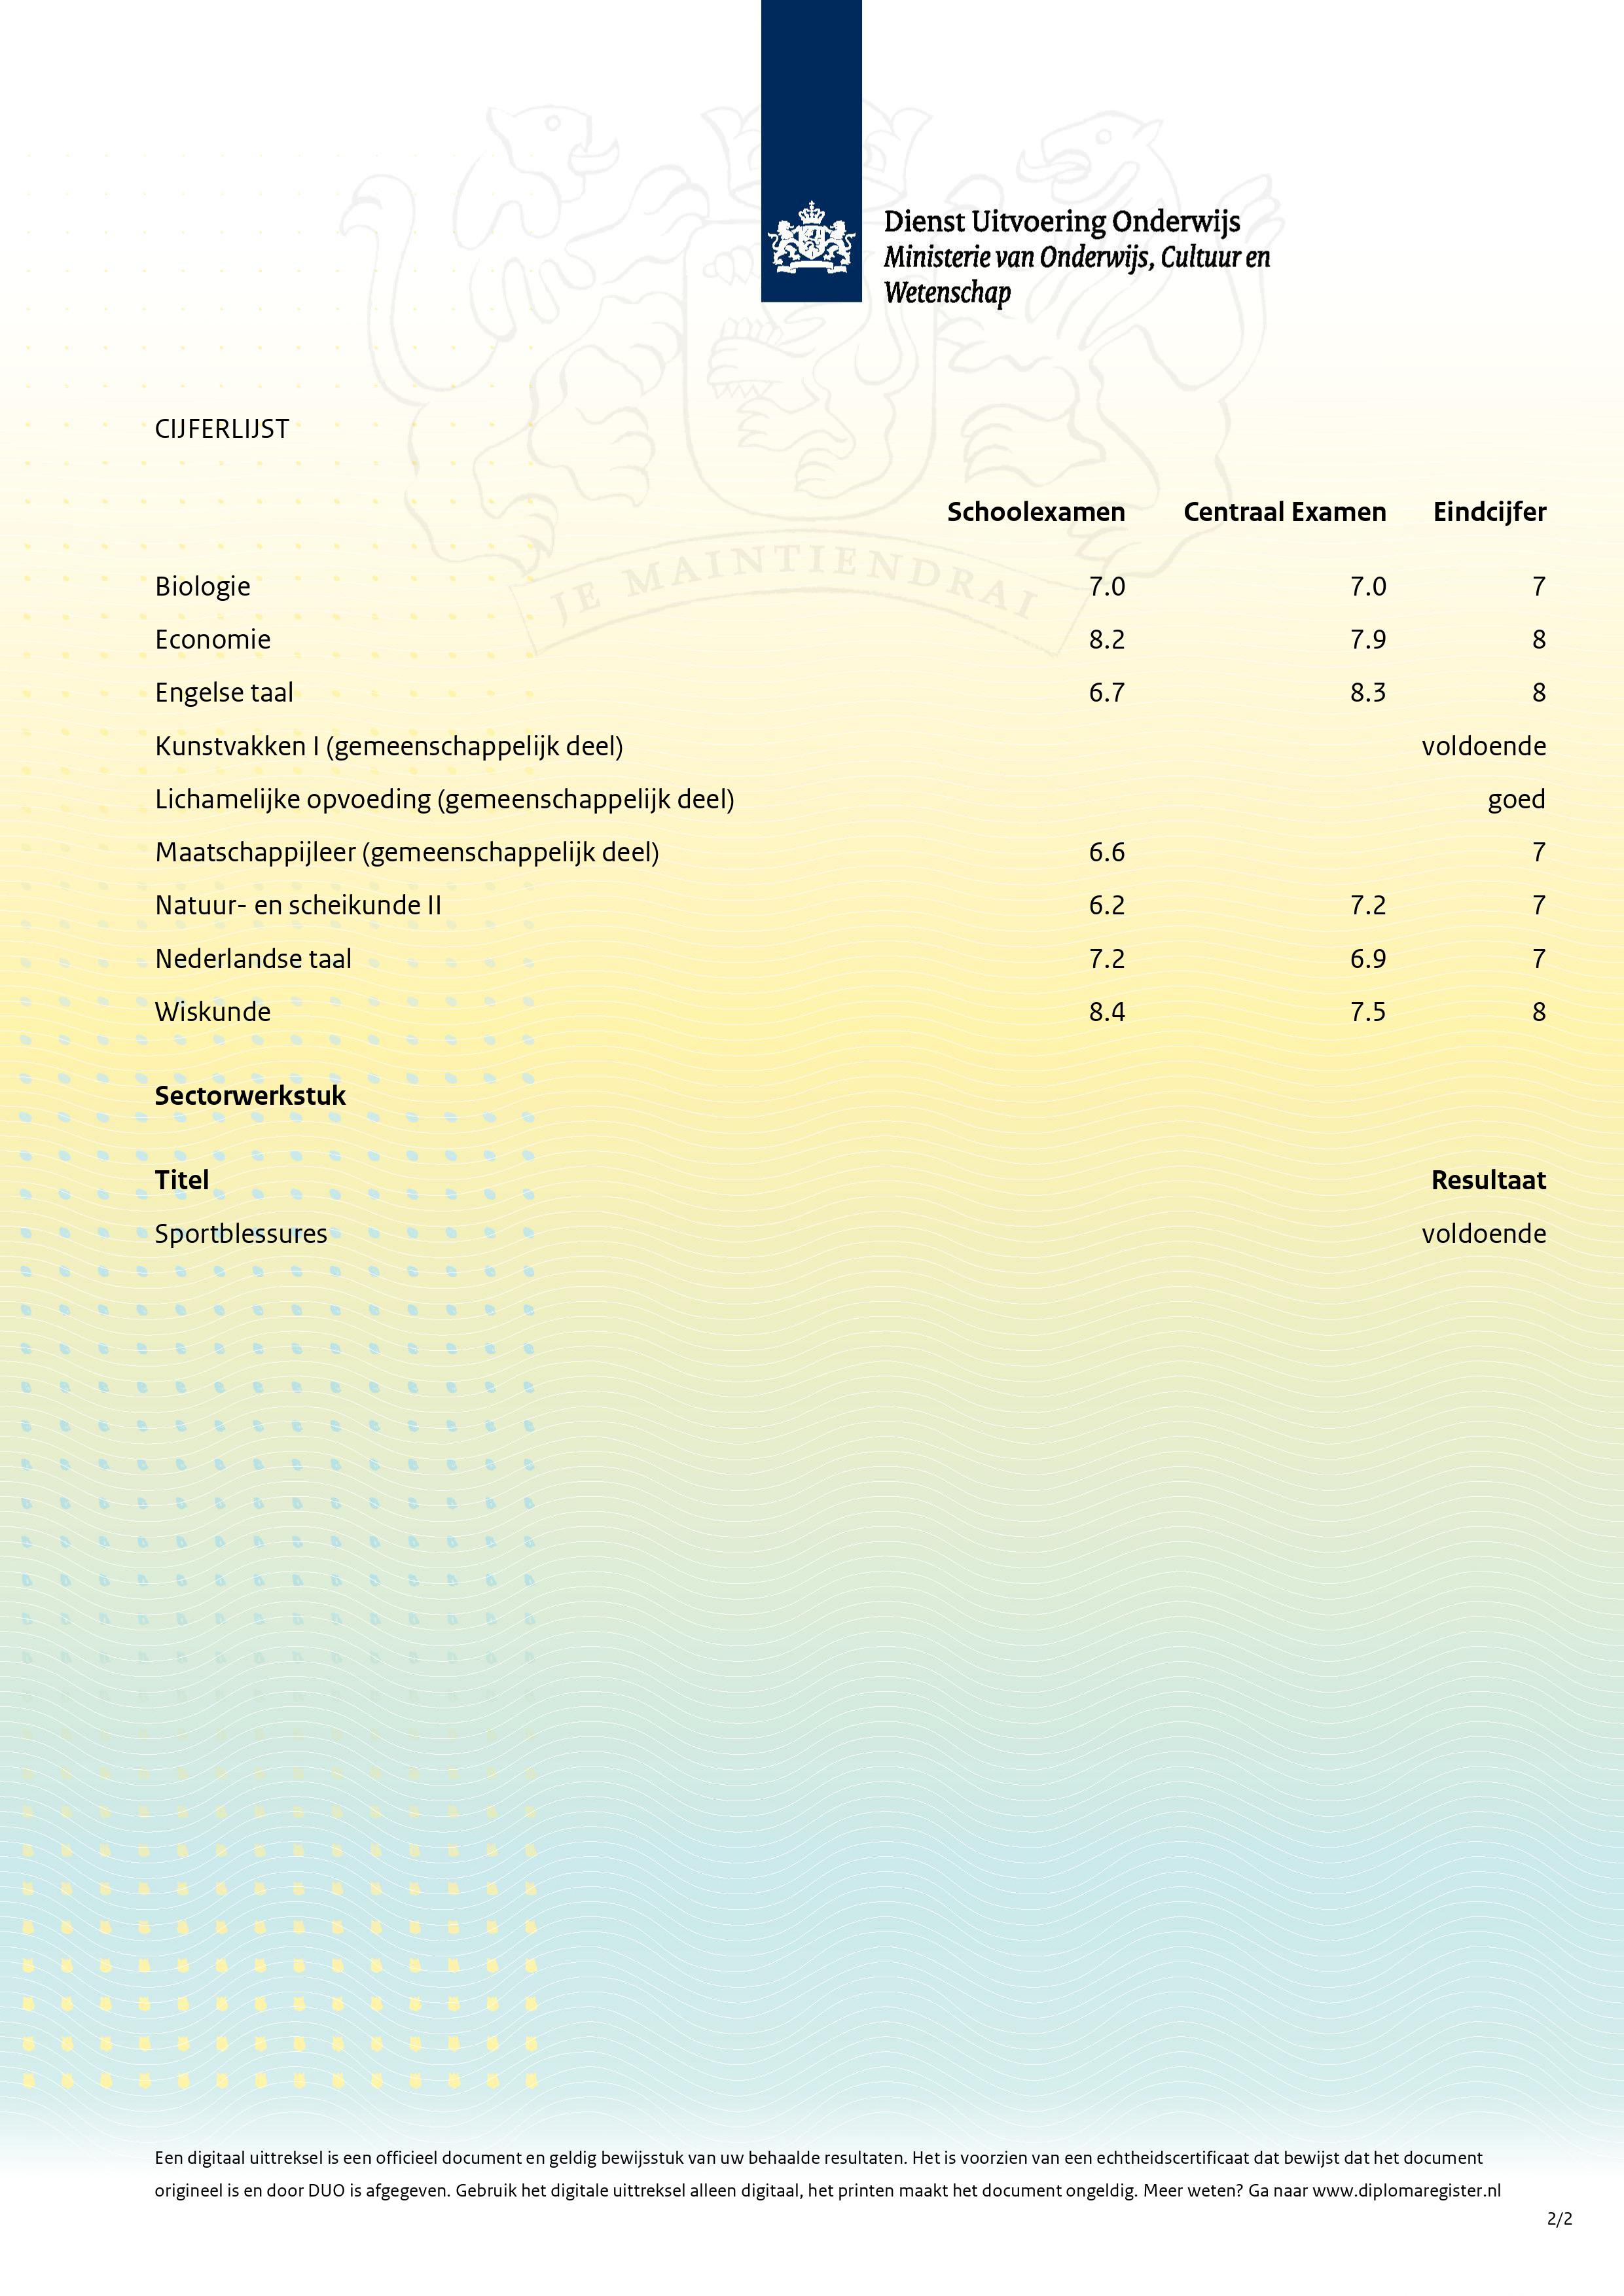 Dienst Uitvoering Onderwijs
Ministerie van Onderwijs, Cultuur en
Wetenschap
JE MAINTIENDRAI
CIJFERLIJST
Schoolexamen Centraal Examen Eindcijfer
Biologie 7.0 7.0 7
Economie 8.2 7.9 8
Engelse taal 6.7 8.3 8
Kunstvakken I (gemeenschappelijk deel) voldoende
Lichamelijke opvoeding (gemeenschappelijk deel) goed
Maatschappijleer (gemeenschappelijk deel) 6.6 7
Natuur- en scheikunde II 6.2 7.2 7
Nederlandse taal 7.2 6.9 7
Wiskunde 8.4 7.5 8
Sectorwerkstuk
Titel Resultaat
Sportblessures voldoende
Een digitaal uittreksel is een officieel document en geldig bewijsstuk van uw behaalde resultaten. Het is voorzien van een echtheidscertificaat dat bewijst dat het document
origineel is en door DUO is afgegeven. Gebruik het digitale uittreksel alleen digitaal, het printen maakt het document ongeldig. Meer weten? Ga naar www.diplomaregister.nl
2/2